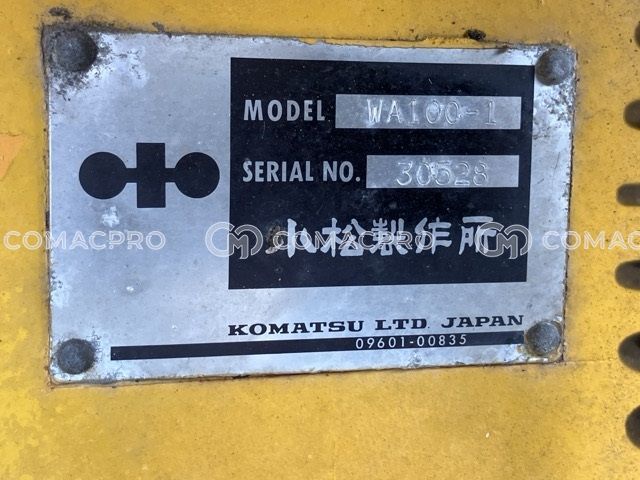 MODEL WA100-1
SERIAL NO. 30528
小松製作所
COMACPRO COMACPRO COMACPRO
KOMATSU LTD. JAPAN
09601-00835